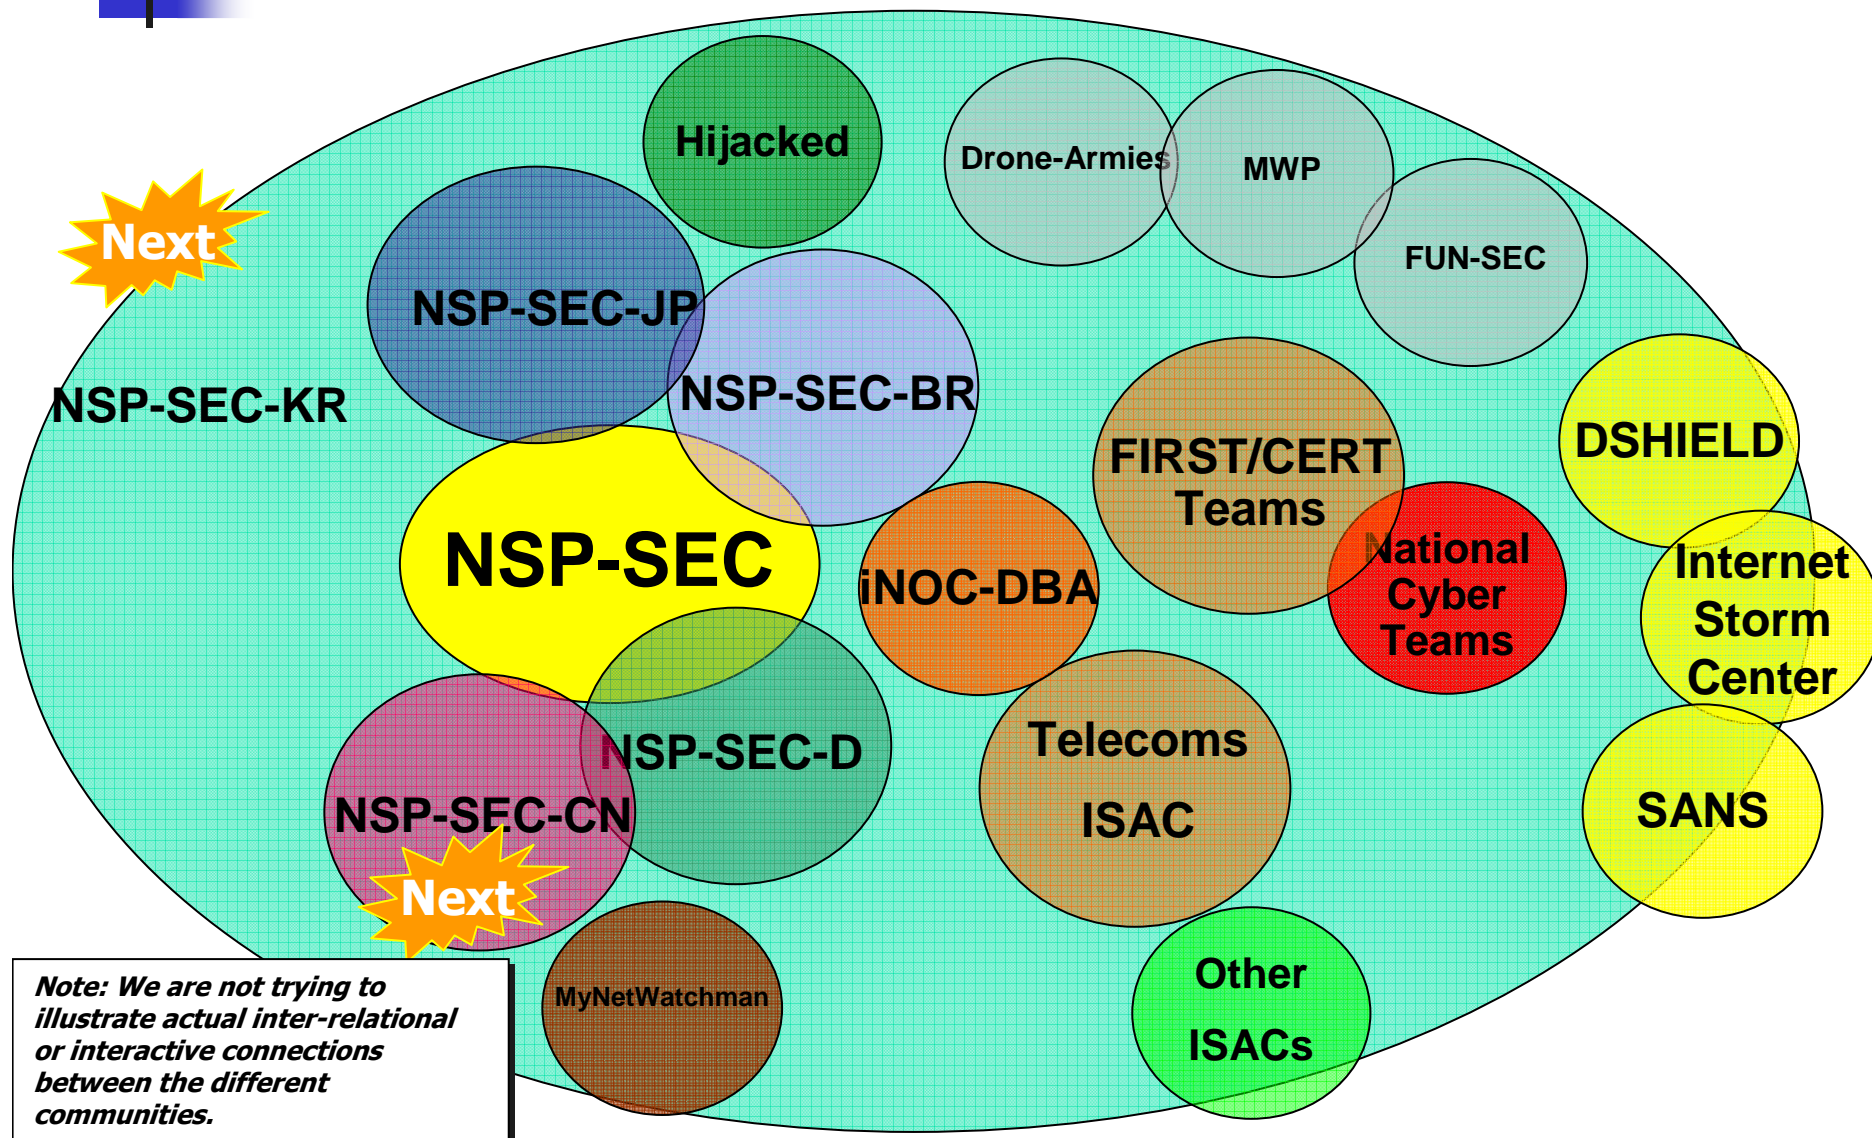 Hijacked
Drone-Armies
MWP
Next
FUN-SEC
NSP-SEC-JP
NSP-SEC-KR
NSP-SEC-BR
FIRST/CERT
Teams
DSHIELD
NSP-SEC
iNOC-DBA
National
Cyber
Teams
Internet
Storm
Center
NSP-SEC-D
Telecoms
ISAC
NSP-SEC-CN
SANS
Next
MyNetWatchman
Other
ISACs
Note: We are not trying to
illustrate actual inter-relational
or interactive connections
between the different
communities.